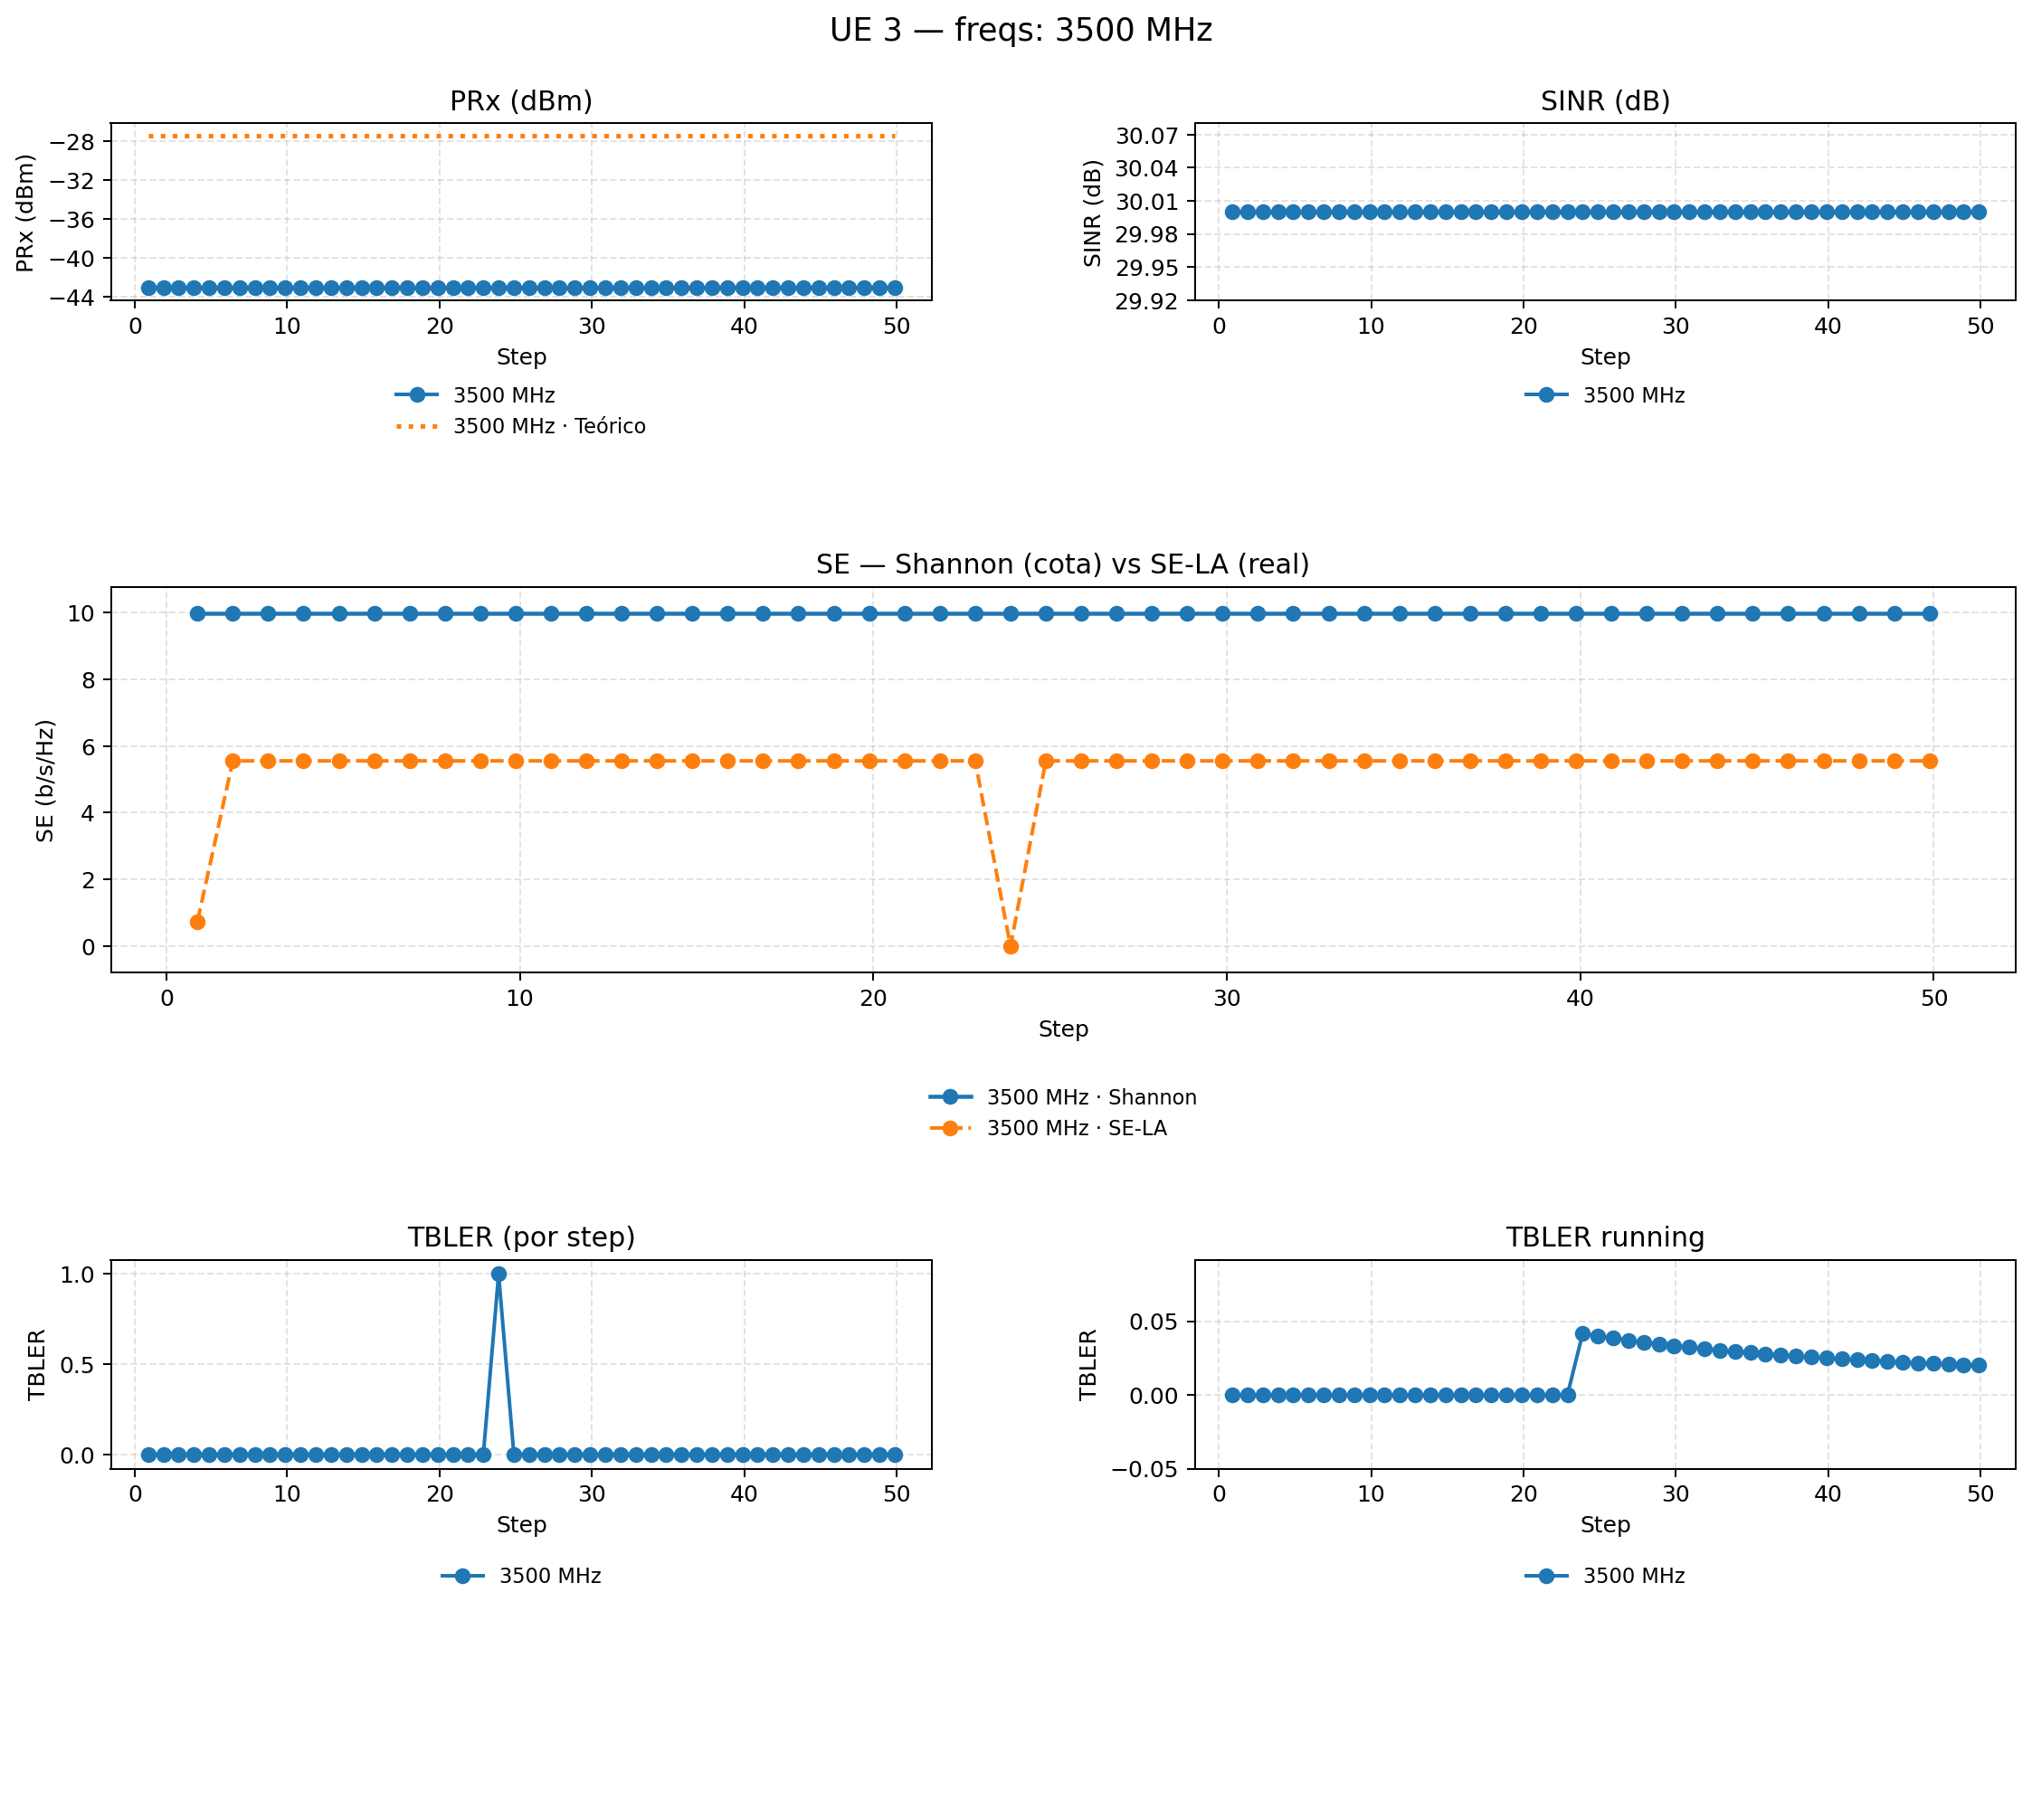 UE 3 — freqs: 3500 MHz
PRx (dBm)
PRx (dBm)
−28
−32
−36
−40
−44
0 10 20 30 40 50
Step
3500 MHz
3500 MHz · Teórico
SINR (dB)
SINR (dB)
30.07
30.04
30.01
29.98
29.95
29.92
0 10 20 30 40 50
Step
3500 MHz
SE — Shannon (cota) vs SE-LA (real)
SE (b/s/Hz)
10
8
6
4
2
0
0 10 20 30 40 50
Step
3500 MHz · Shannon
3500 MHz · SE-LA
TBLER (por step)
TBLER
1.0
0.5
0.0
0 10 20 30 40 50
Step
3500 MHz
TBLER running
TBLER
0.05
0.00
−0.05
0 10 20 30 40 50
Step
3500 MHz